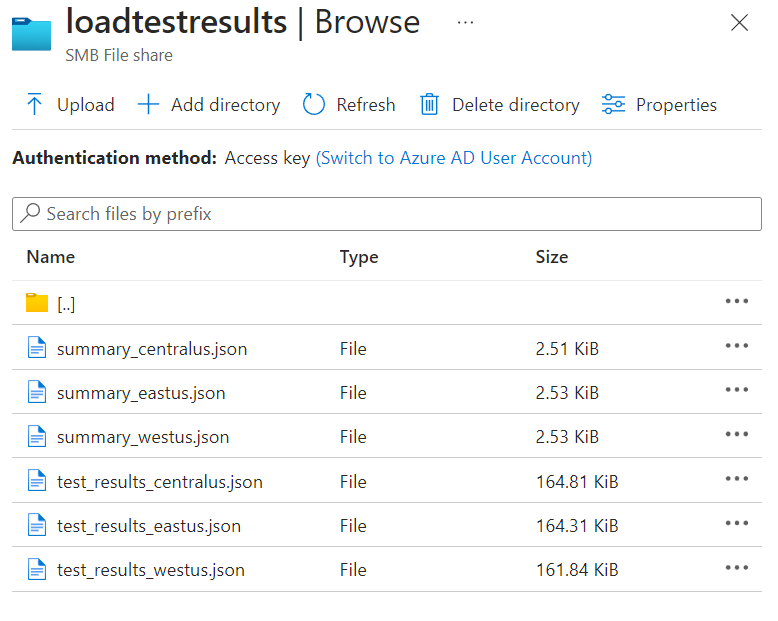 loadtestresults | Browse ...
SMB File share
Upload Add directory Refresh Delete directory Properties
Authentication method: Access key (Switch to Azure AD User Account)
Search files by prefix
Name Type Size
[..]
summary_centralus.json File 2.51 KiB
summary_eastus.json File 2.53 KiB
summary_westus.json File 2.53 KiB
test_results_centralus.json File 164.81 KiB
test_results_eastus.json File 164.31 KiB
test_results_westus.json File 161.84 KiB